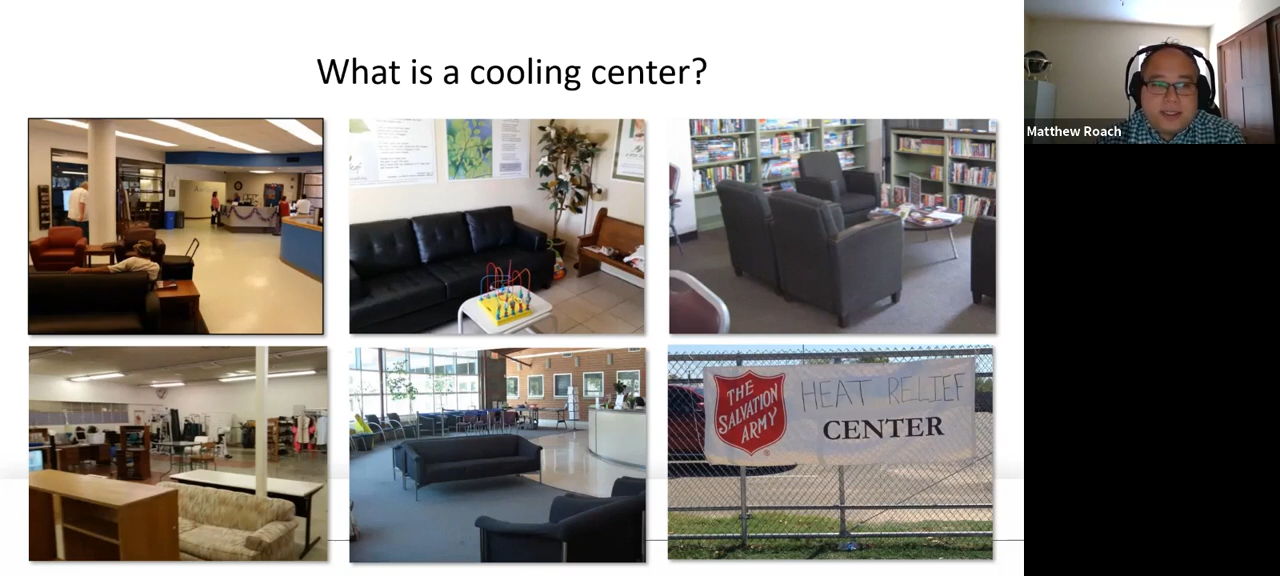 What is a cooling center?
Matthew Roach
THE
SALVATION
ARMY
HEAT RELIEF
CENTER